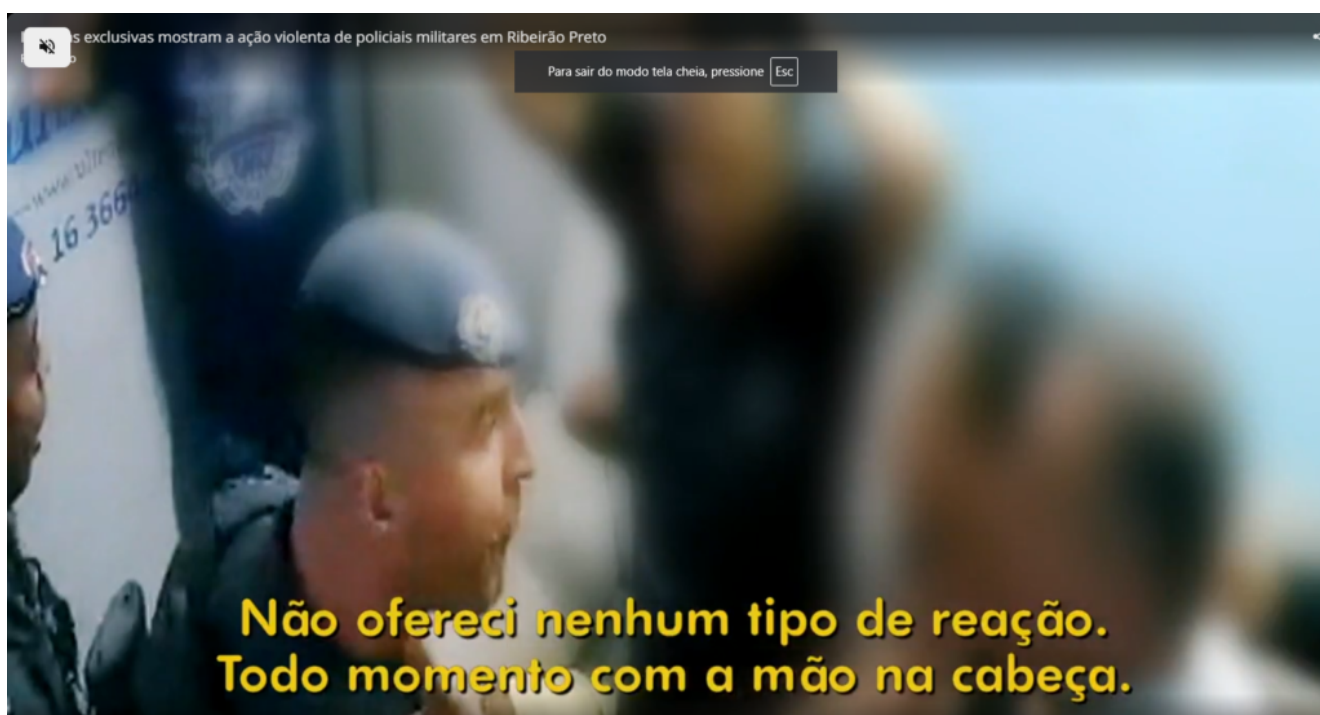 as exclusivas mostram a ação violenta de policiais militares em Ribeirão Preto
Para sair do modo tela cheia, pressione Esc
16 366
Não ofereci nenhum tipo de reação.
Todo momento com a mão na cabeça.